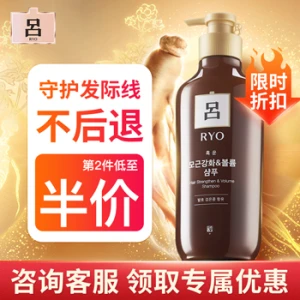 呂
RYO
守护发际线
不后退
第2件低至
半价
限时
折扣
呂
RYO
모근강화&볼륨
샴푸
Hair Strengthen & Volume
Shampoo
咨询客服 领取专属优惠